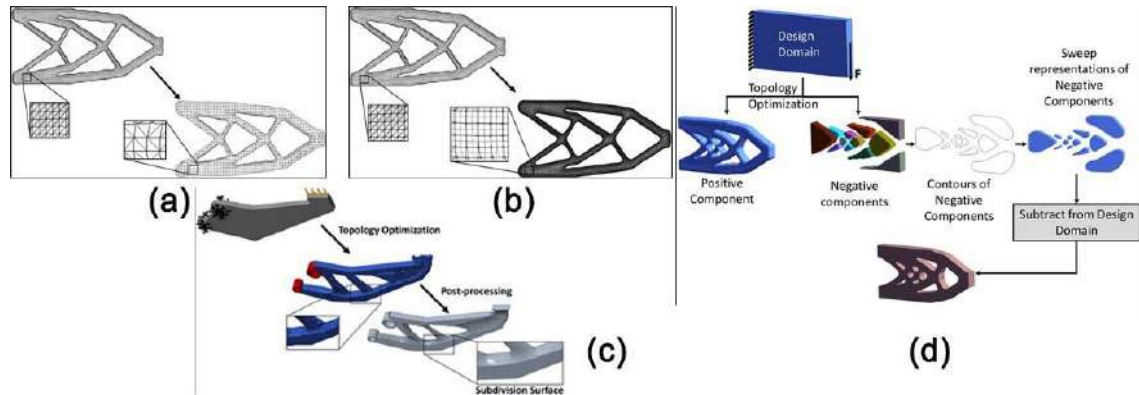 (a)
(b)
Topology Optimization
Post-processing
Subdivision Surface
(c)
Design
Domain
F
Topology
Optimization
Positive
Component
Negative
components
Contours of
Negative
Components
Sweep
representations of
Negative
Components
Subtract from Design
Domain
(d)